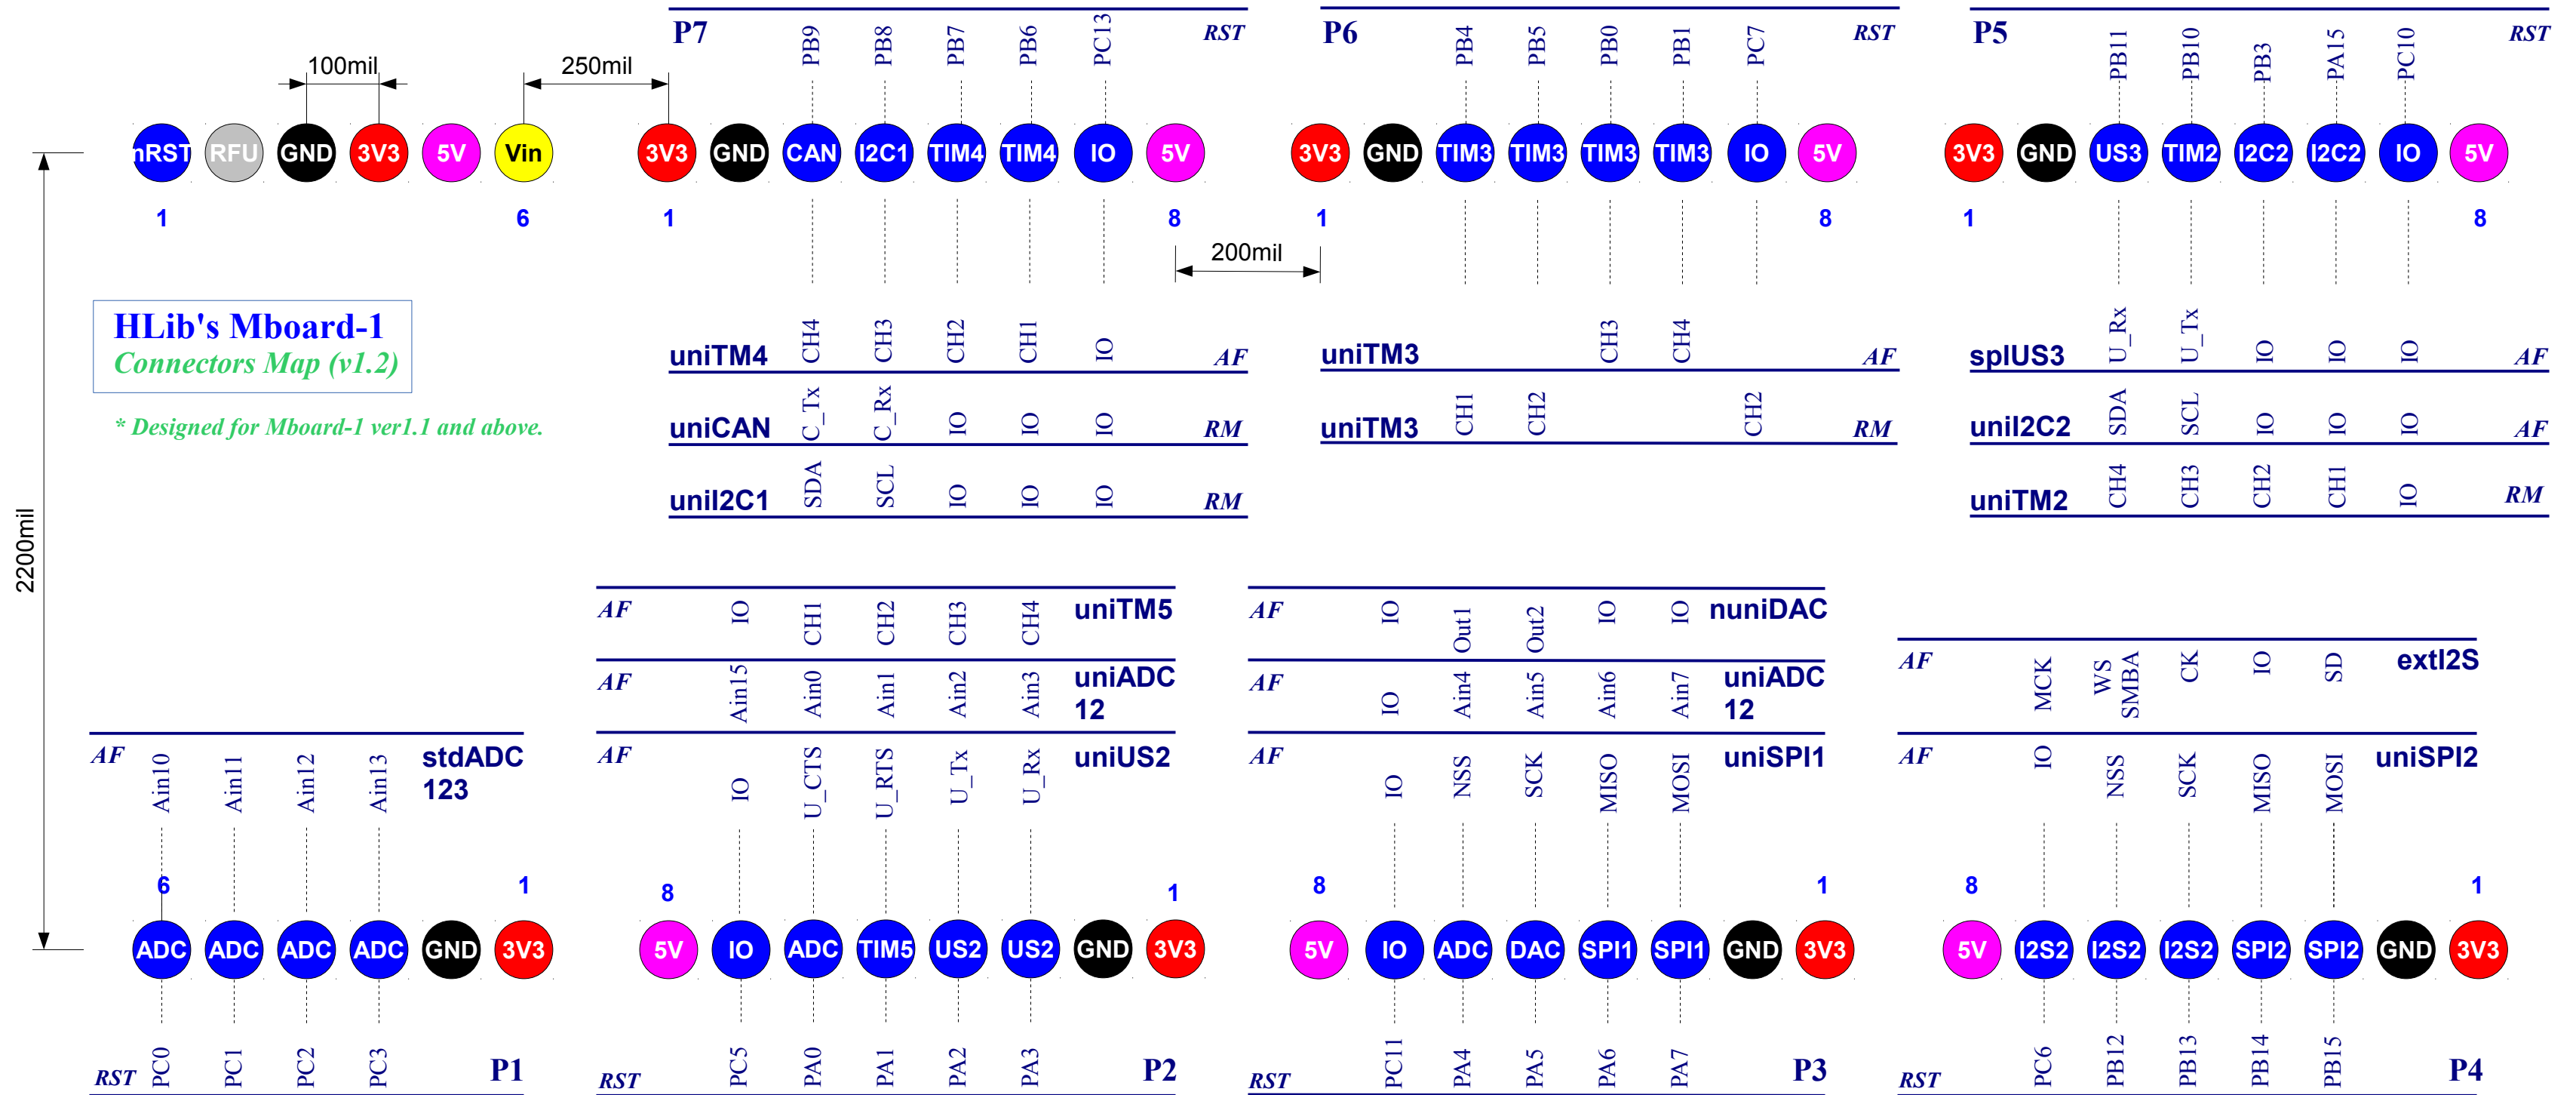 P7 PB9 PB8 PB7 PB6 PC13 RST
P6 PB4 PB5 PB0 PB1 PC7 RST
P5 PB11 PB10 PB3 PA15 PC10 RST
100mil
250mil
nRST RFU GND 3V3 5V Vin
3V3 GND CAN I2C1 TIM4 TIM4 IO 5V
3V3 GND TIM3 TIM3 TIM3 TIM3 IO 5V
3V3 GND US3 TIM2 I2C2 I2C2 IO 5V
1 6
1 8
1 8
1 8
200mil
2200mil
HLib's Mboard-1
Connectors Map (v1.2)
* Designed for Mboard-1 ver1.1 and above.
uniTM4 CH4 CH3 CH2 CH1 IO AF
uniCAN C_Tx C_Rx IO IO IO RM
uniI2C1 SDA SCL IO IO IO RM
uniTM3 CH3 CH4 AF
uniTM3 CH1 CH2 CH2 RM
splUS3 U_Rx U_Tx IO IO IO AF
uniI2C2 SDA SCL IO IO IO AF
uniTM2 CH4 CH3 CH2 CH1 IO RM
AF Ain10 Ain11 Ain12 Ain13 stdADC
123
6 1
ADC ADC ADC ADC GND 3V3
RST PC0 PC1 PC2 PC3 P1
AF IO CH1 CH2 CH3 CH4 uniTM5
AF Ain15 Ain0 Ain1 Ain2 Ain3 uniADC
12
AF IO U_CTS U_RTS U_Tx U_Rx uniUS2
8 1
5V IO ADC TIM5 US2 US2 GND 3V3
RST PC5 PA0 PA1 PA2 PA3 P2
AF IO Out1 Out2 IO IO nuniDAC
AF IO Ain4 Ain5 Ain6 Ain7 uniADC
12
AF IO NSS SCK MISO MOSI uniSPI1
8 1
5V IO ADC DAC SPI1 SPI1 GND 3V3
RST PC11 PA4 PA5 PA6 PA7 P3
AF MCK WS SMBA CK IO SD extI2S
AF IO NSS SCK MISO MOSI uniSPI2
8 1
5V I2S2 I2S2 I2S2 SPI2 SPI2 GND 3V3
RST PC6 PB12 PB13 PB14 PB15 P4